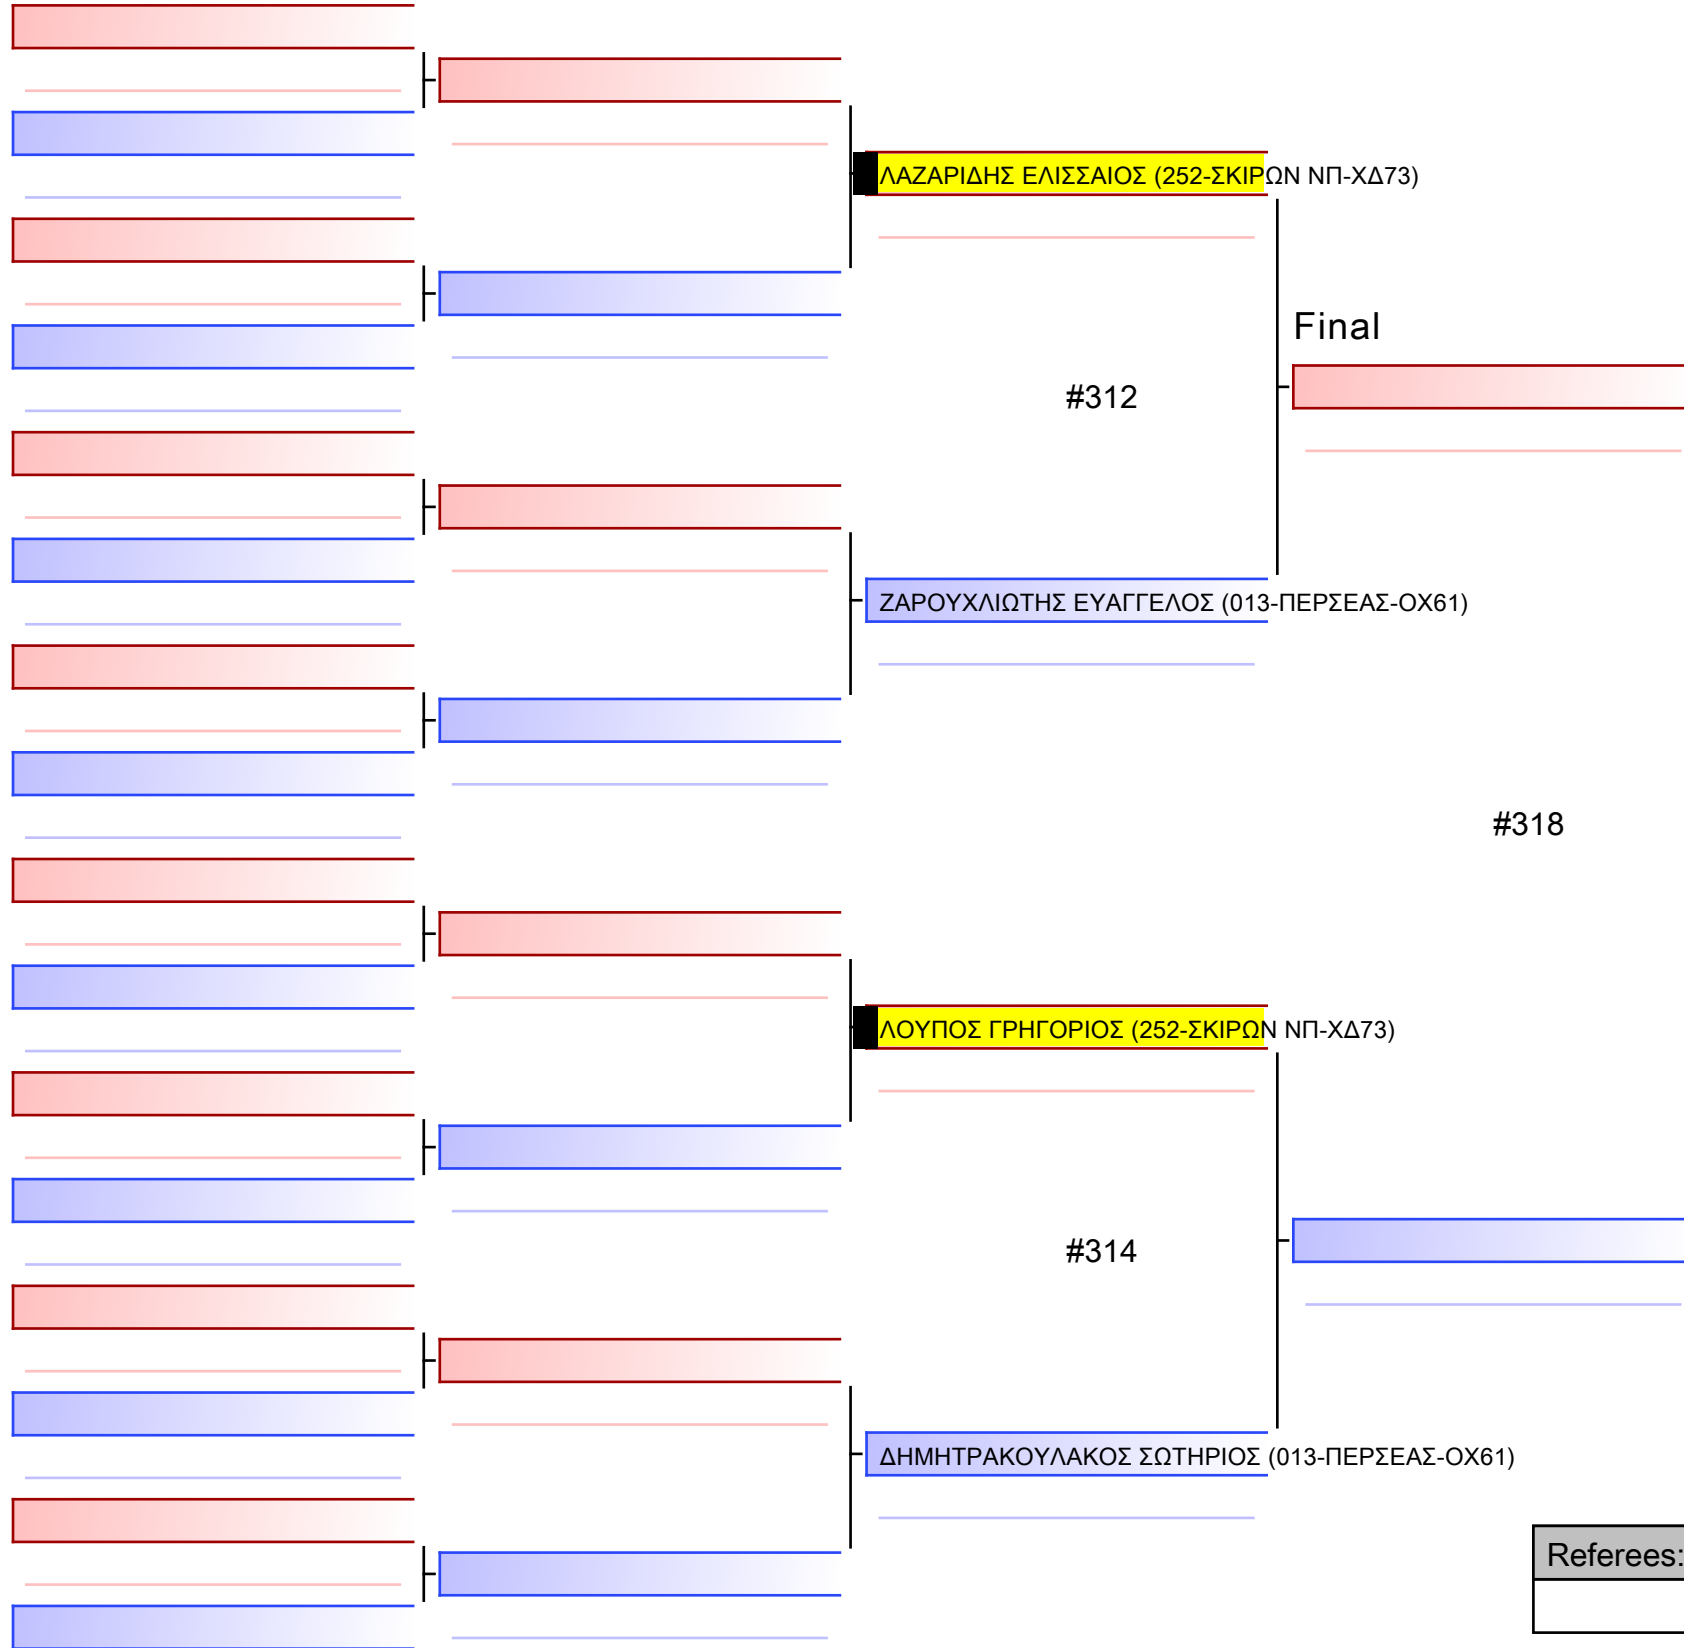 ΛΑΖΑΡΙΔΗΣ ΕΛΙΣΣΑΙΟΣ (252-ΣΚΙΡΩΝ ΝΠ-ΧΔ73)
Final
#312
ΖΑΡΟΥΧΛΙΩΤΗΣ ΕΥΑΓΓΕΛΟΣ (013-ΠΕΡΣΕΑΣ-ΟΧ61)
#318
ΛΟΥΠΟΣ ΓΡΗΓΟΡΙΟΣ (252-ΣΚΙΡΩΝ ΝΠ-ΧΔ73)
#314
ΔΗΜΗΤΡΑΚΟΥΛΑΚΟΣ ΣΩΤΗΡΙΟΣ (013-ΠΕΡΣΕΑΣ-ΟΧ61)
Referees: